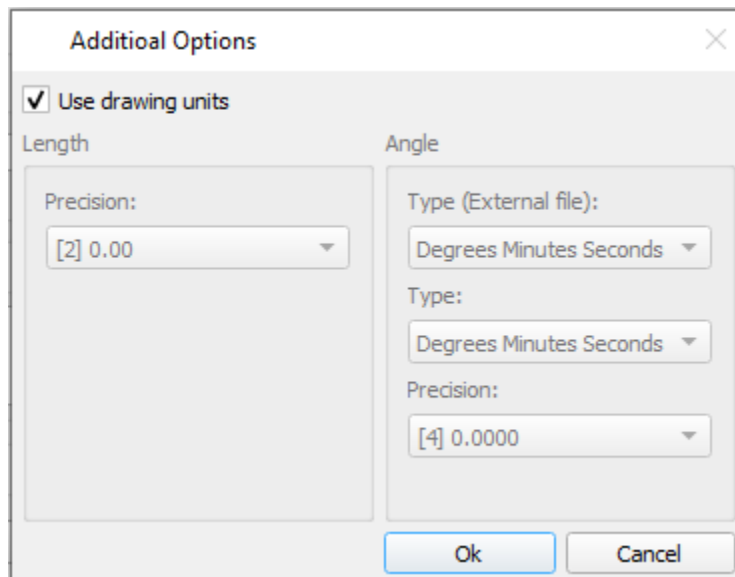 Additioal Options
Use drawing units
Length
Precision:
[2] 0.00
Angle
Type (External file):
Degrees Minutes Seconds
Type:
Degrees Minutes Seconds
Precision:
[4] 0.0000
Ok
Cancel